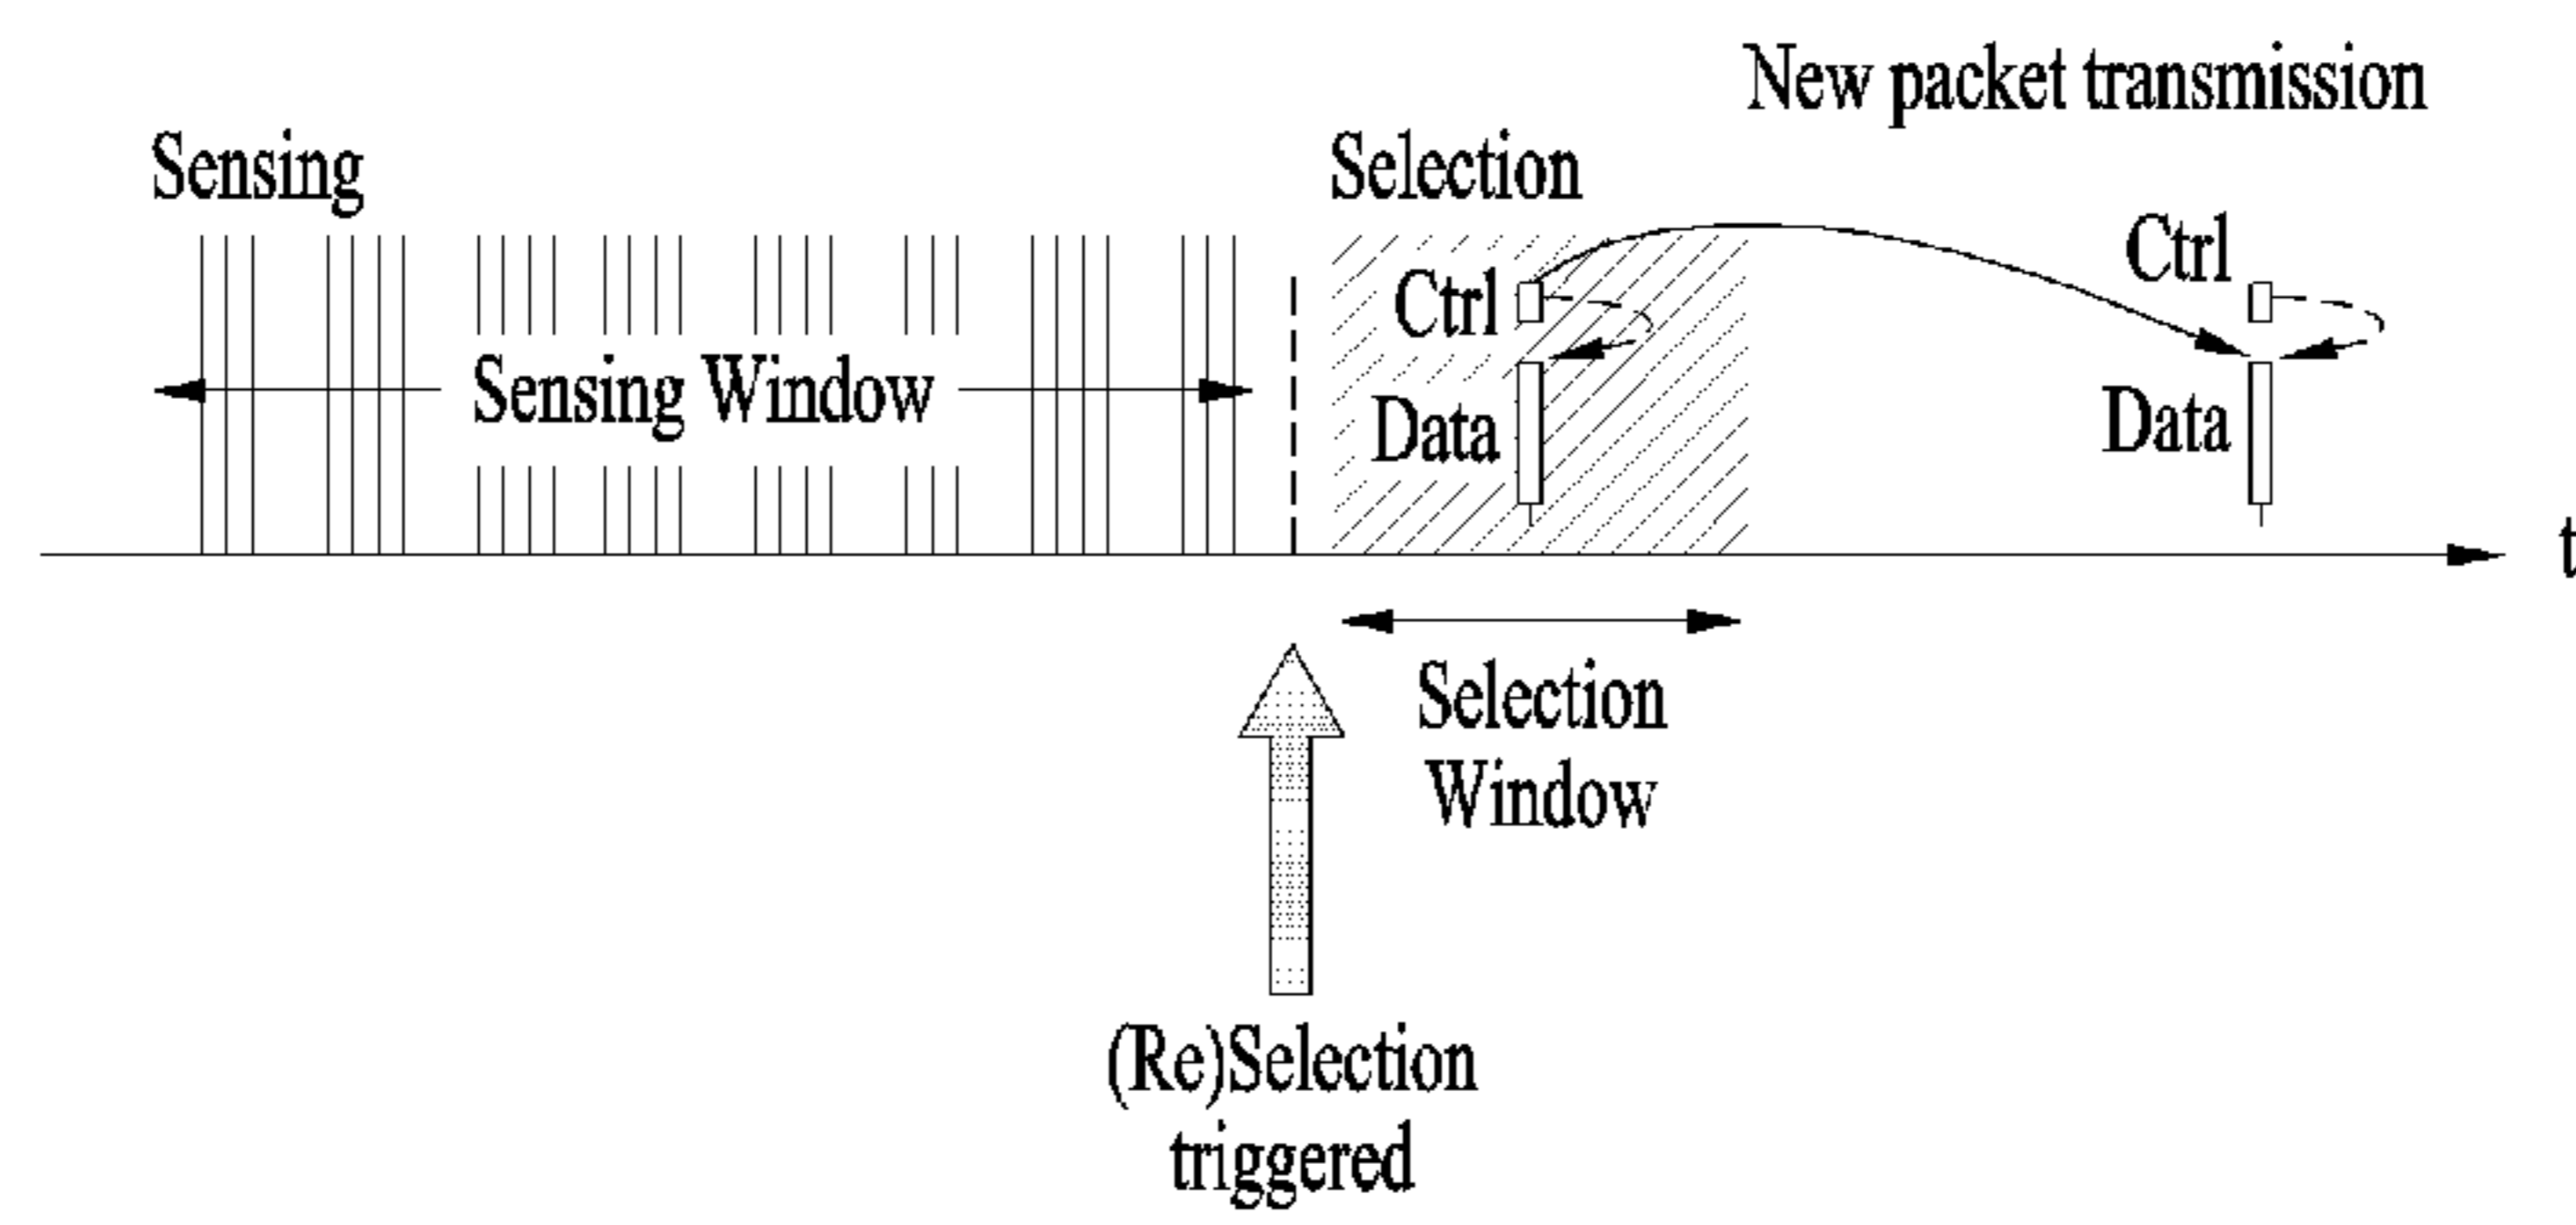 New packet transmission
Sensing
Selection
Ctrl
Ctrl
Sensing Window
Data
Data
t
Selection
Window
(Re)Selection
triggered